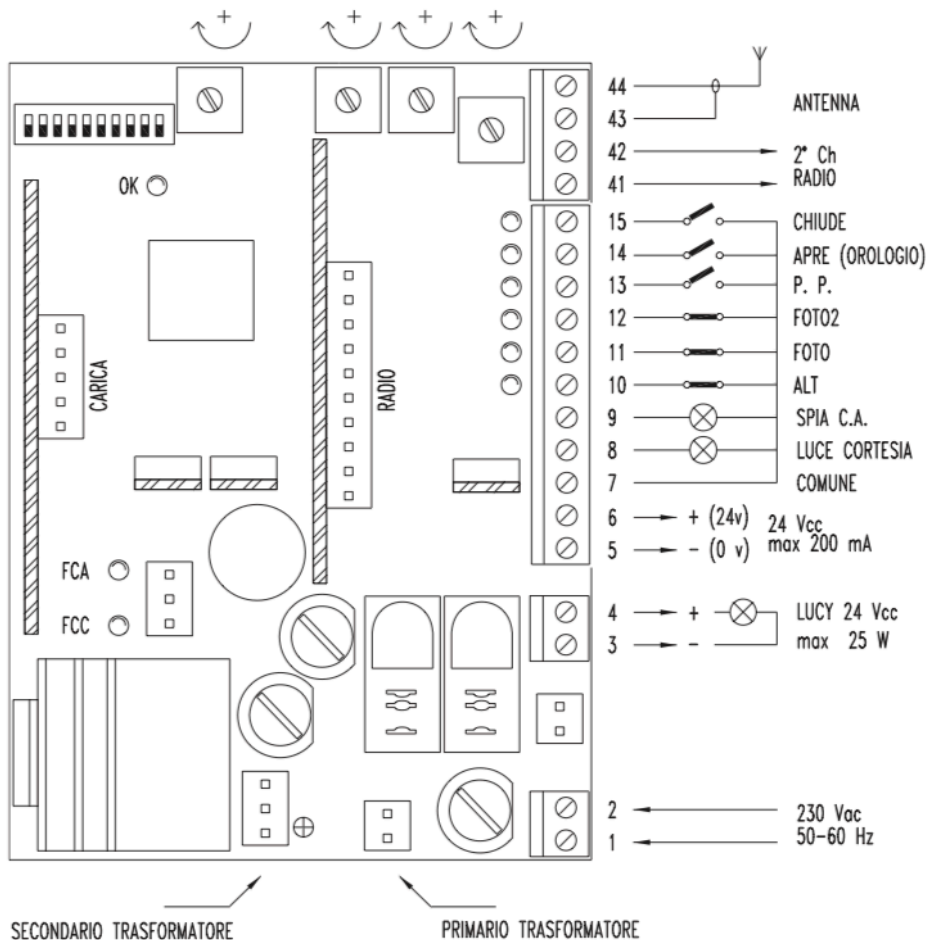 + + + +
44
43
ANTENNA
42
41
2° Ch
RADIO
OK
15 CHIUDE
14 APRE (OROLOGIO)
13 P. P.
12 FOTO2
11 FOTO
10 ALT
9 SPIA C.A.
8 LUCE CORTESIA
7 COMUNE
CARICA
RADIO
6 + (24v)
5 - (0 v)
24 Vcc
max 200 mA
FCA
FCC
4 +
3 -
LUCY 24 Vcc
max 25 W
2
1
230 Vac
50-60 Hz
SECONDARIO TRASFORMATORE
PRIMARIO TRASFORMATORE